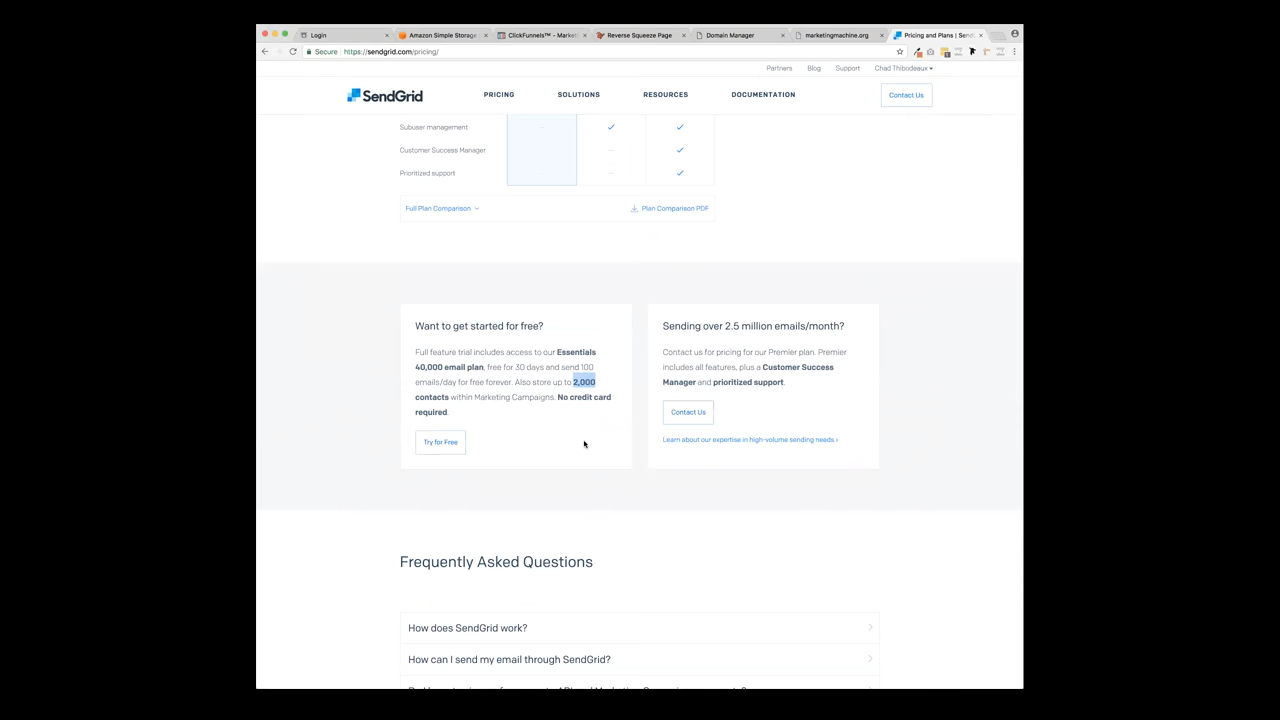 Login
Amazon Simple Storage
ClickFunnels™ - Market
Reverse Squeeze Page
Domain Manager
marketingmachine.org
Pricing and Plans | Send
Secure https://sendgrid.com/pricing/
Partners Blog Support Chad Thibodeaux
SendGrid PRICING SOLUTIONS RESOURCES DOCUMENTATION Contact Us
Subuser management
Customer Success Manager
Prioritized support
Full Plan Comparison Plan Comparison PDF
Want to get started for free?
Full feature trial includes access to our Essentials
40,000 email plan, free for 30 days and send 100
emails/day for free forever. Also store up to 2,000
contacts within Marketing Campaigns. No credit card
required.
Try for Free
Sending over 2.5 million emails/month?
Contact us for pricing for our Premier plan. Premier
includes all features, plus a Customer Success
Manager and prioritized support.
Contact Us
Learn about our expertise in high-volume sending needs ›
Frequently Asked Questions
How does SendGrid work?
How can I send my email through SendGrid?